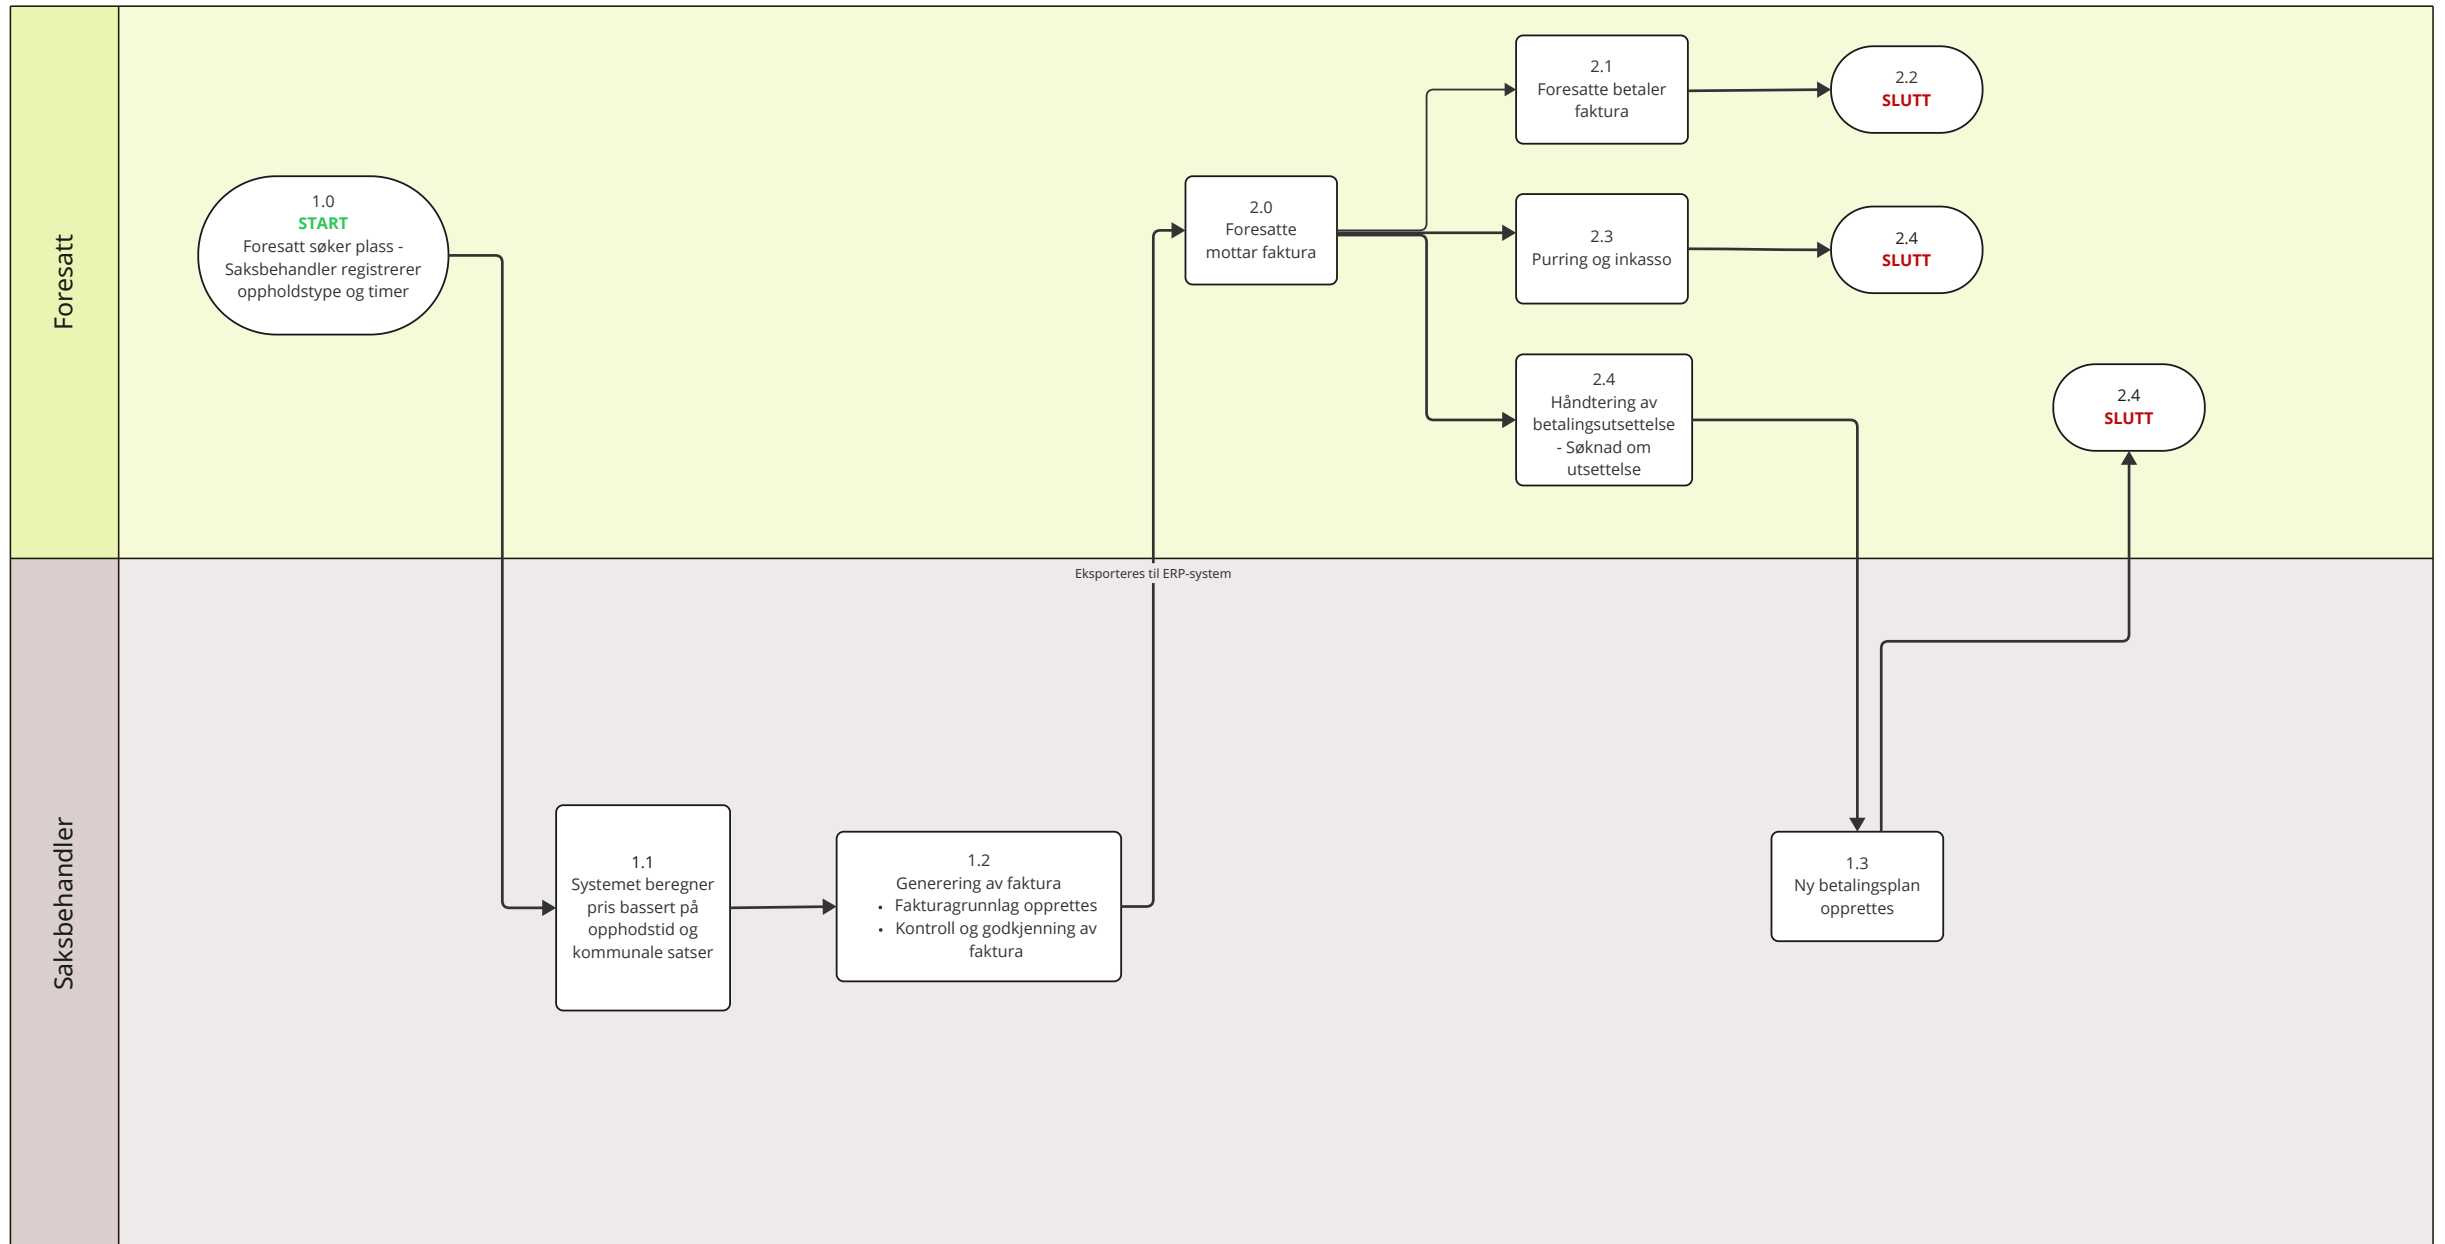 Foresatt
1.0
START
Foresatt søker plass -
Saksbehandler registrerer
oppholdstype og timer
2.0
Foresatte
mottar faktura
2.1
Foresatte betaler
faktura
2.2
SLUTT
2.3
Purring og inkasso
2.4
SLUTT
2.4
Håndtering av
betalingsutsettelse
- Søknad om
utsettelse
2.4
SLUTT
Eksporteres til ERP-system
Saksbehandler
1.1
Systemet beregner
pris bassert på
opphodstid og
kommunale satser
1.2
Generering av faktura
• Fakturagrunnlag opprettes
• Kontroll og godkjenning av
faktura
1.3
Ny betalingsplan
opprettes